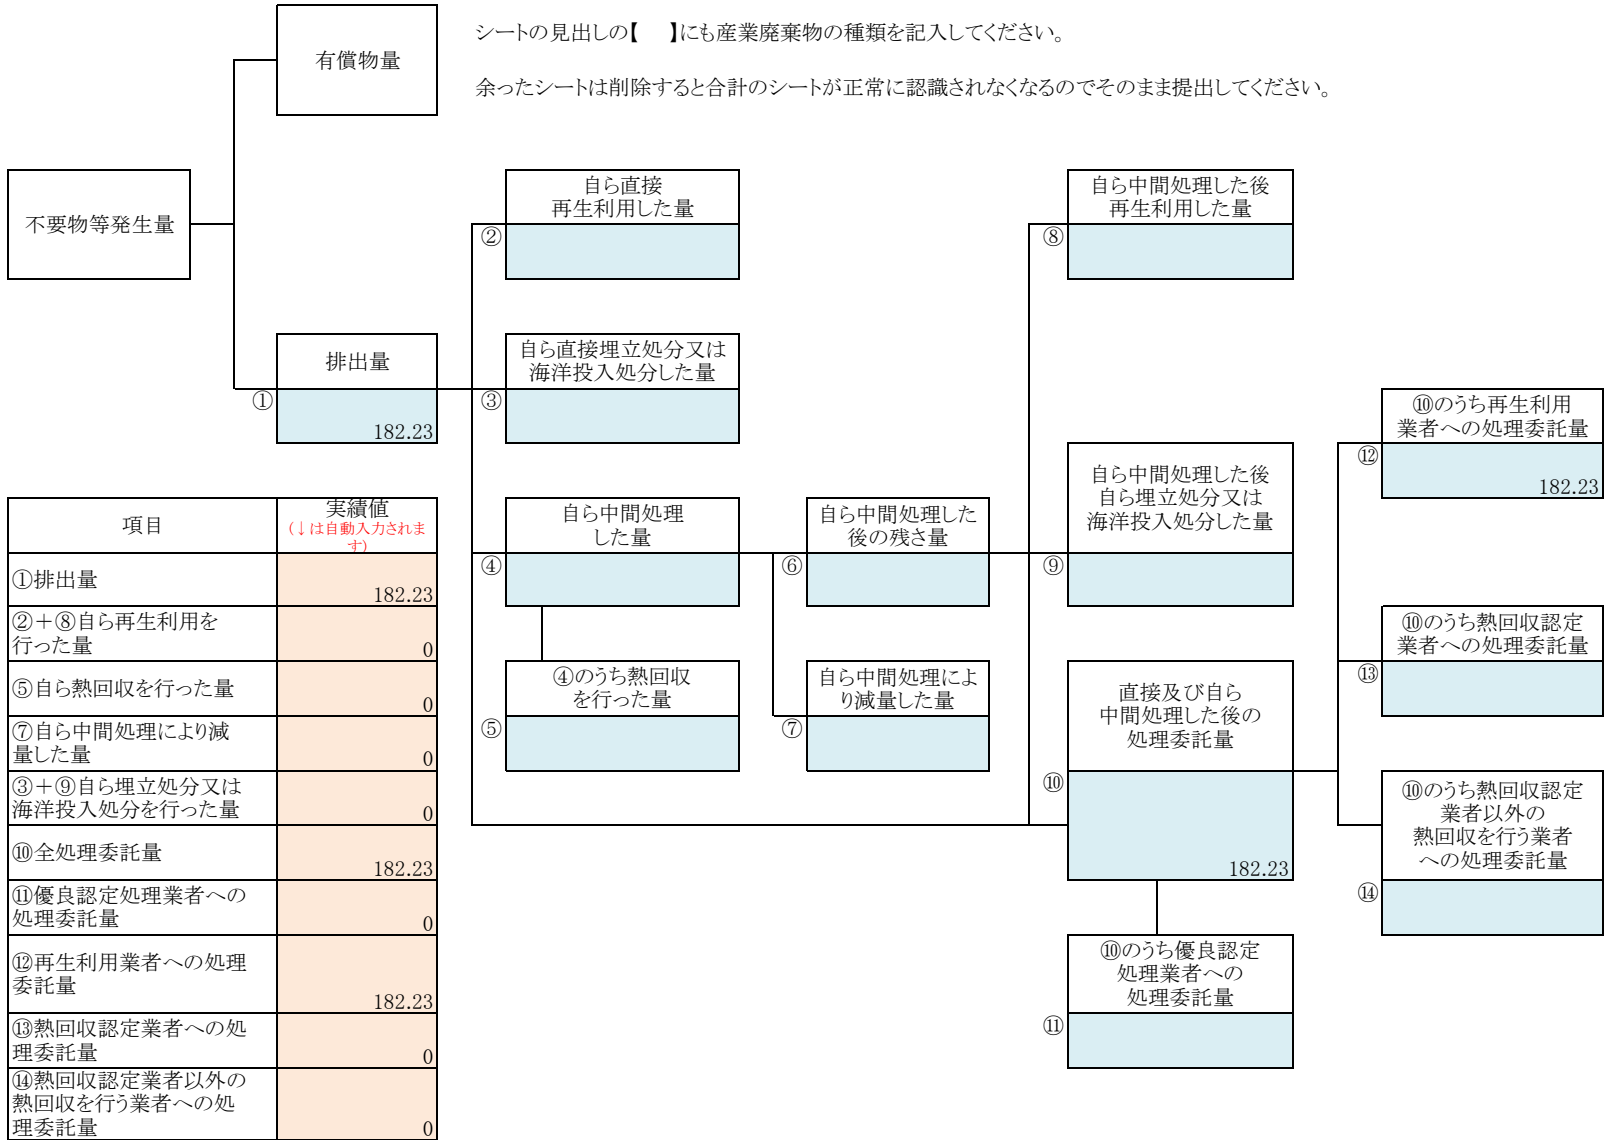 シートの見出しの【　】にも産業廃棄物の種類を記入してください。
余ったシートは削除すると合計のシートが正常に認識されなくなるのでそのまま提出してください。
有償物量
不要物等発生量
排出量
①
182.23
自ら直接
再生利用した量
②
自ら直接埋立処分又は
海洋投入処分した量
③
自ら中間処理
した量
④
④のうち熱回収
を行った量
⑤
自ら中間処理した
後の残さ量
⑥
自ら中間処理によ
り減量した量
⑦
自ら中間処理した後
再生利用した量
⑧
自ら中間処理した後
自ら埋立処分又は
海洋投入処分した量
⑨
直接及び自ら
中間処理した後の
処理委託量
⑩
182.23
⑩のうち優良認定
処理業者への
処理委託量
⑪
⑩のうち再生利用
業者への処理委託量
⑫
182.23
⑩のうち熱回収認定
業者への処理委託量
⑬
⑩のうち熱回収認定
業者以外の
熱回収を行う業者
への処理委託量
⑭
項目
実績値
(↓は自動入力されま
す)
①排出量
182.23
②＋⑧自ら再生利用を
行った量
0
⑤自ら熱回収を行った量
0
⑦自ら中間処理により減
量した量
0
③＋⑨自ら埋立処分又は
海洋投入処分を行った量
0
⑩全処理委託量
182.23
⑪優良認定処理業者への
処理委託量
0
⑫再生利用業者への処理
委託量
182.23
⑬熱回収認定業者への処
理委託量
0
⑭熱回収認定業者以外の
熱回収を行う業者への処
理委託量
0